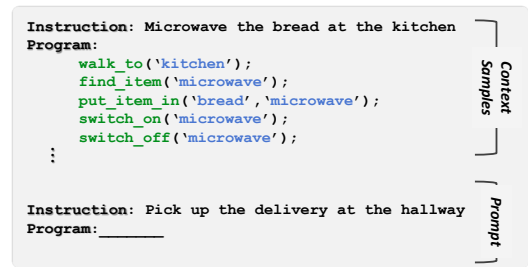 Instruction: Microwave the bread at the kitchen
Program:
walk_to(‘kitchen’);
find_item(‘microwave’);
put_item_in(‘bread’,‘microwave’);
switch_on(‘microwave’);
switch_off(‘microwave’);
⋮
Context
Samples
Instruction: Pick up the delivery at the hallway
Program:_______
Prompt